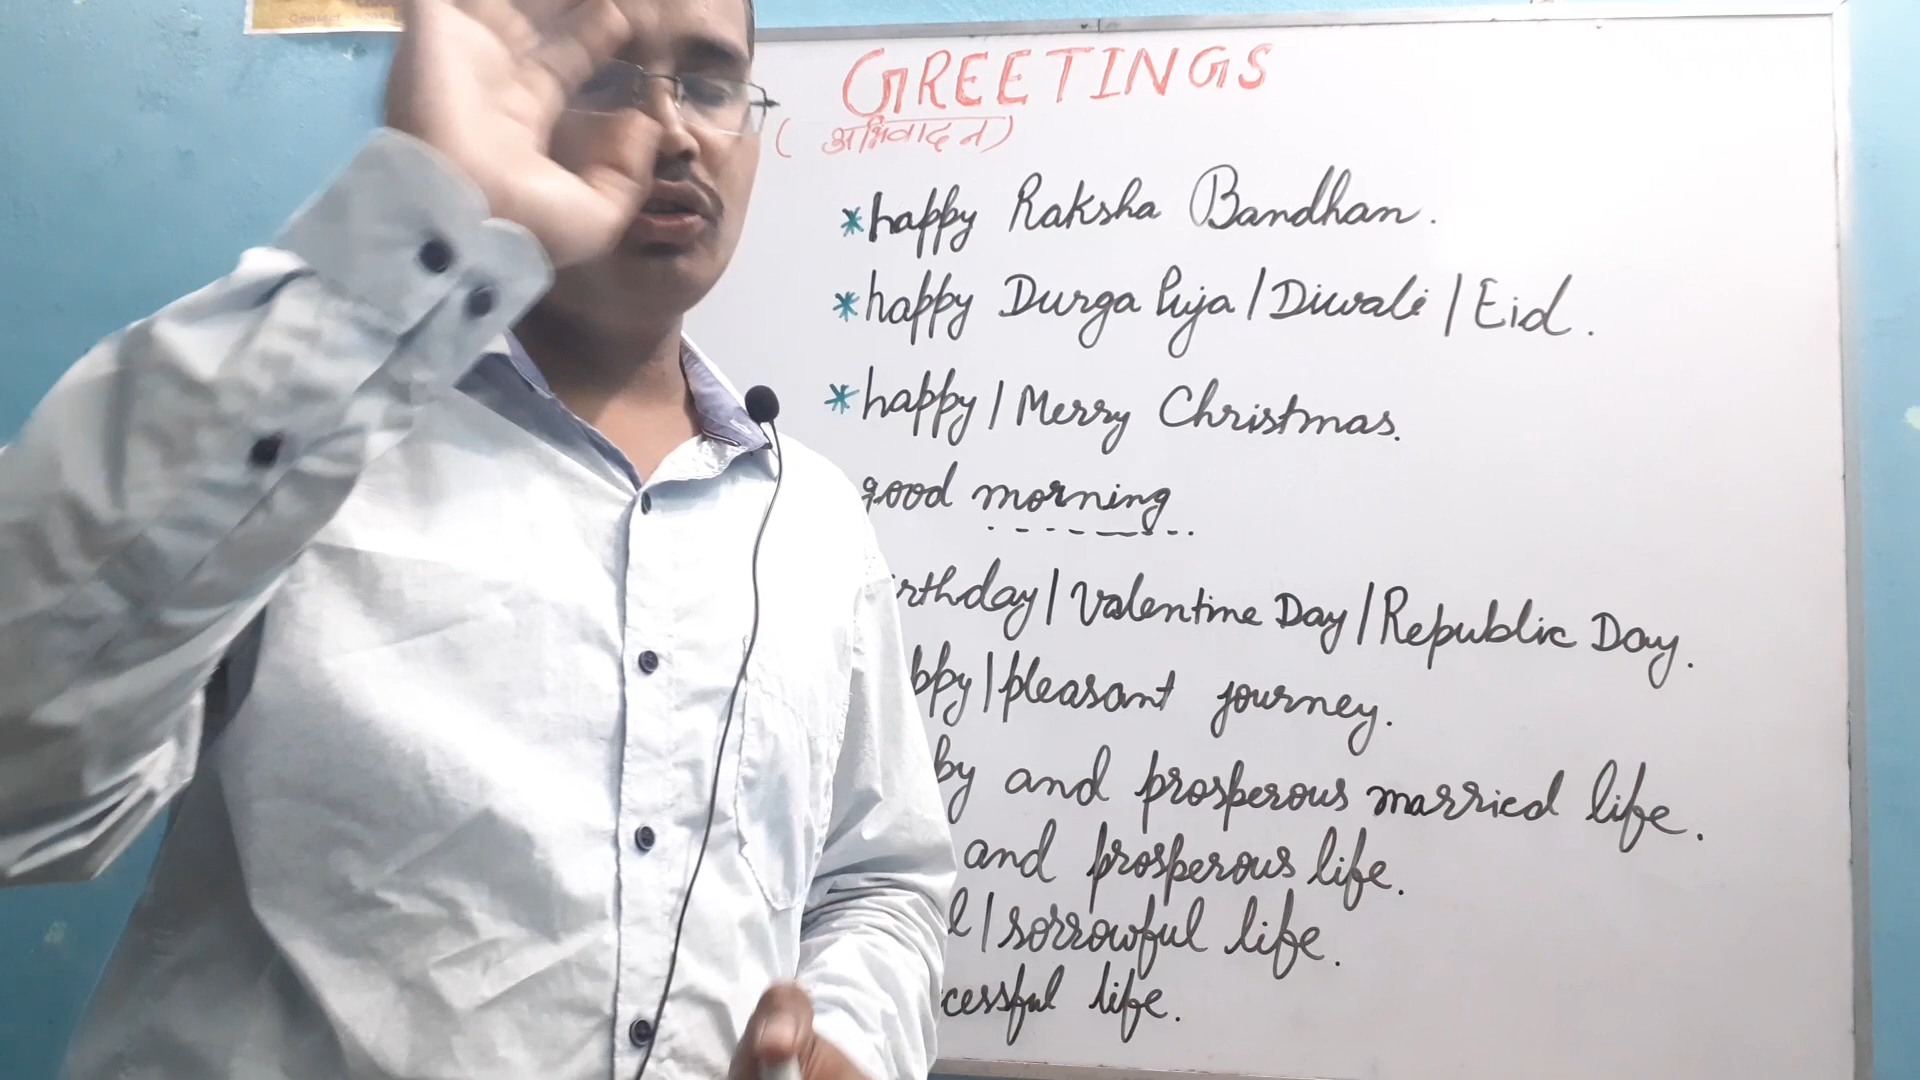 GREETINGS
(अभिवादन)
*happy Raksha Bandhan.
*happy Durga Puja/Diwali/Eid.
*happy/Merry Christmas.
good morning
rthday/Valentine Day/Republic Day.
ppy/pleasant journey.
py and prosperous married life.
and prosperous life.
l/sorrowful life.
cessful life.